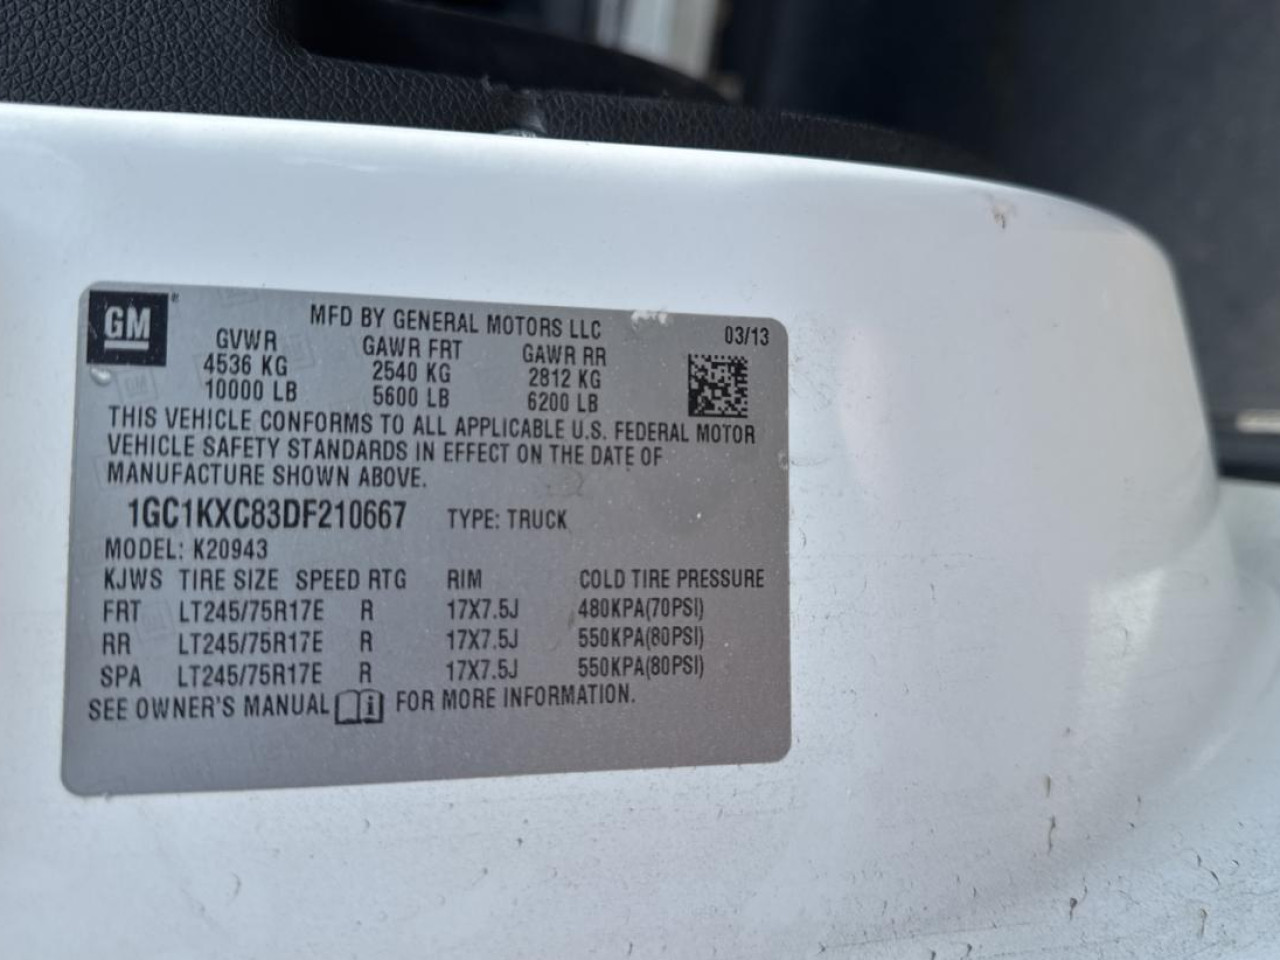 GM
MFD BY GENERAL MOTORS LLC 03/13
GVWR GAWR FRT GAWR RR
4536 KG 2540 KG 2812 KG
10000 LB 5600 LB 6200 LB
THIS VEHICLE CONFORMS TO ALL APPLICABLE U.S. FEDERAL MOTOR
VEHICLE SAFETY STANDARDS IN EFFECT ON THE DATE OF
MANUFACTURE SHOWN ABOVE.
1GC1KXC83DF210667 TYPE: TRUCK
MODEL: K20943
KJWS TIRE SIZE SPEED RTG RIM COLD TIRE PRESSURE
FRT LT245/75R17E R 17X7.5J 480KPA(70PSI)
RR LT245/75R17E R 17X7.5J 550KPA(80PSI)
SPA LT245/75R17E R 17X7.5J 550KPA(80PSI)
SEE OWNER'S MANUAL i FOR MORE INFORMATION.